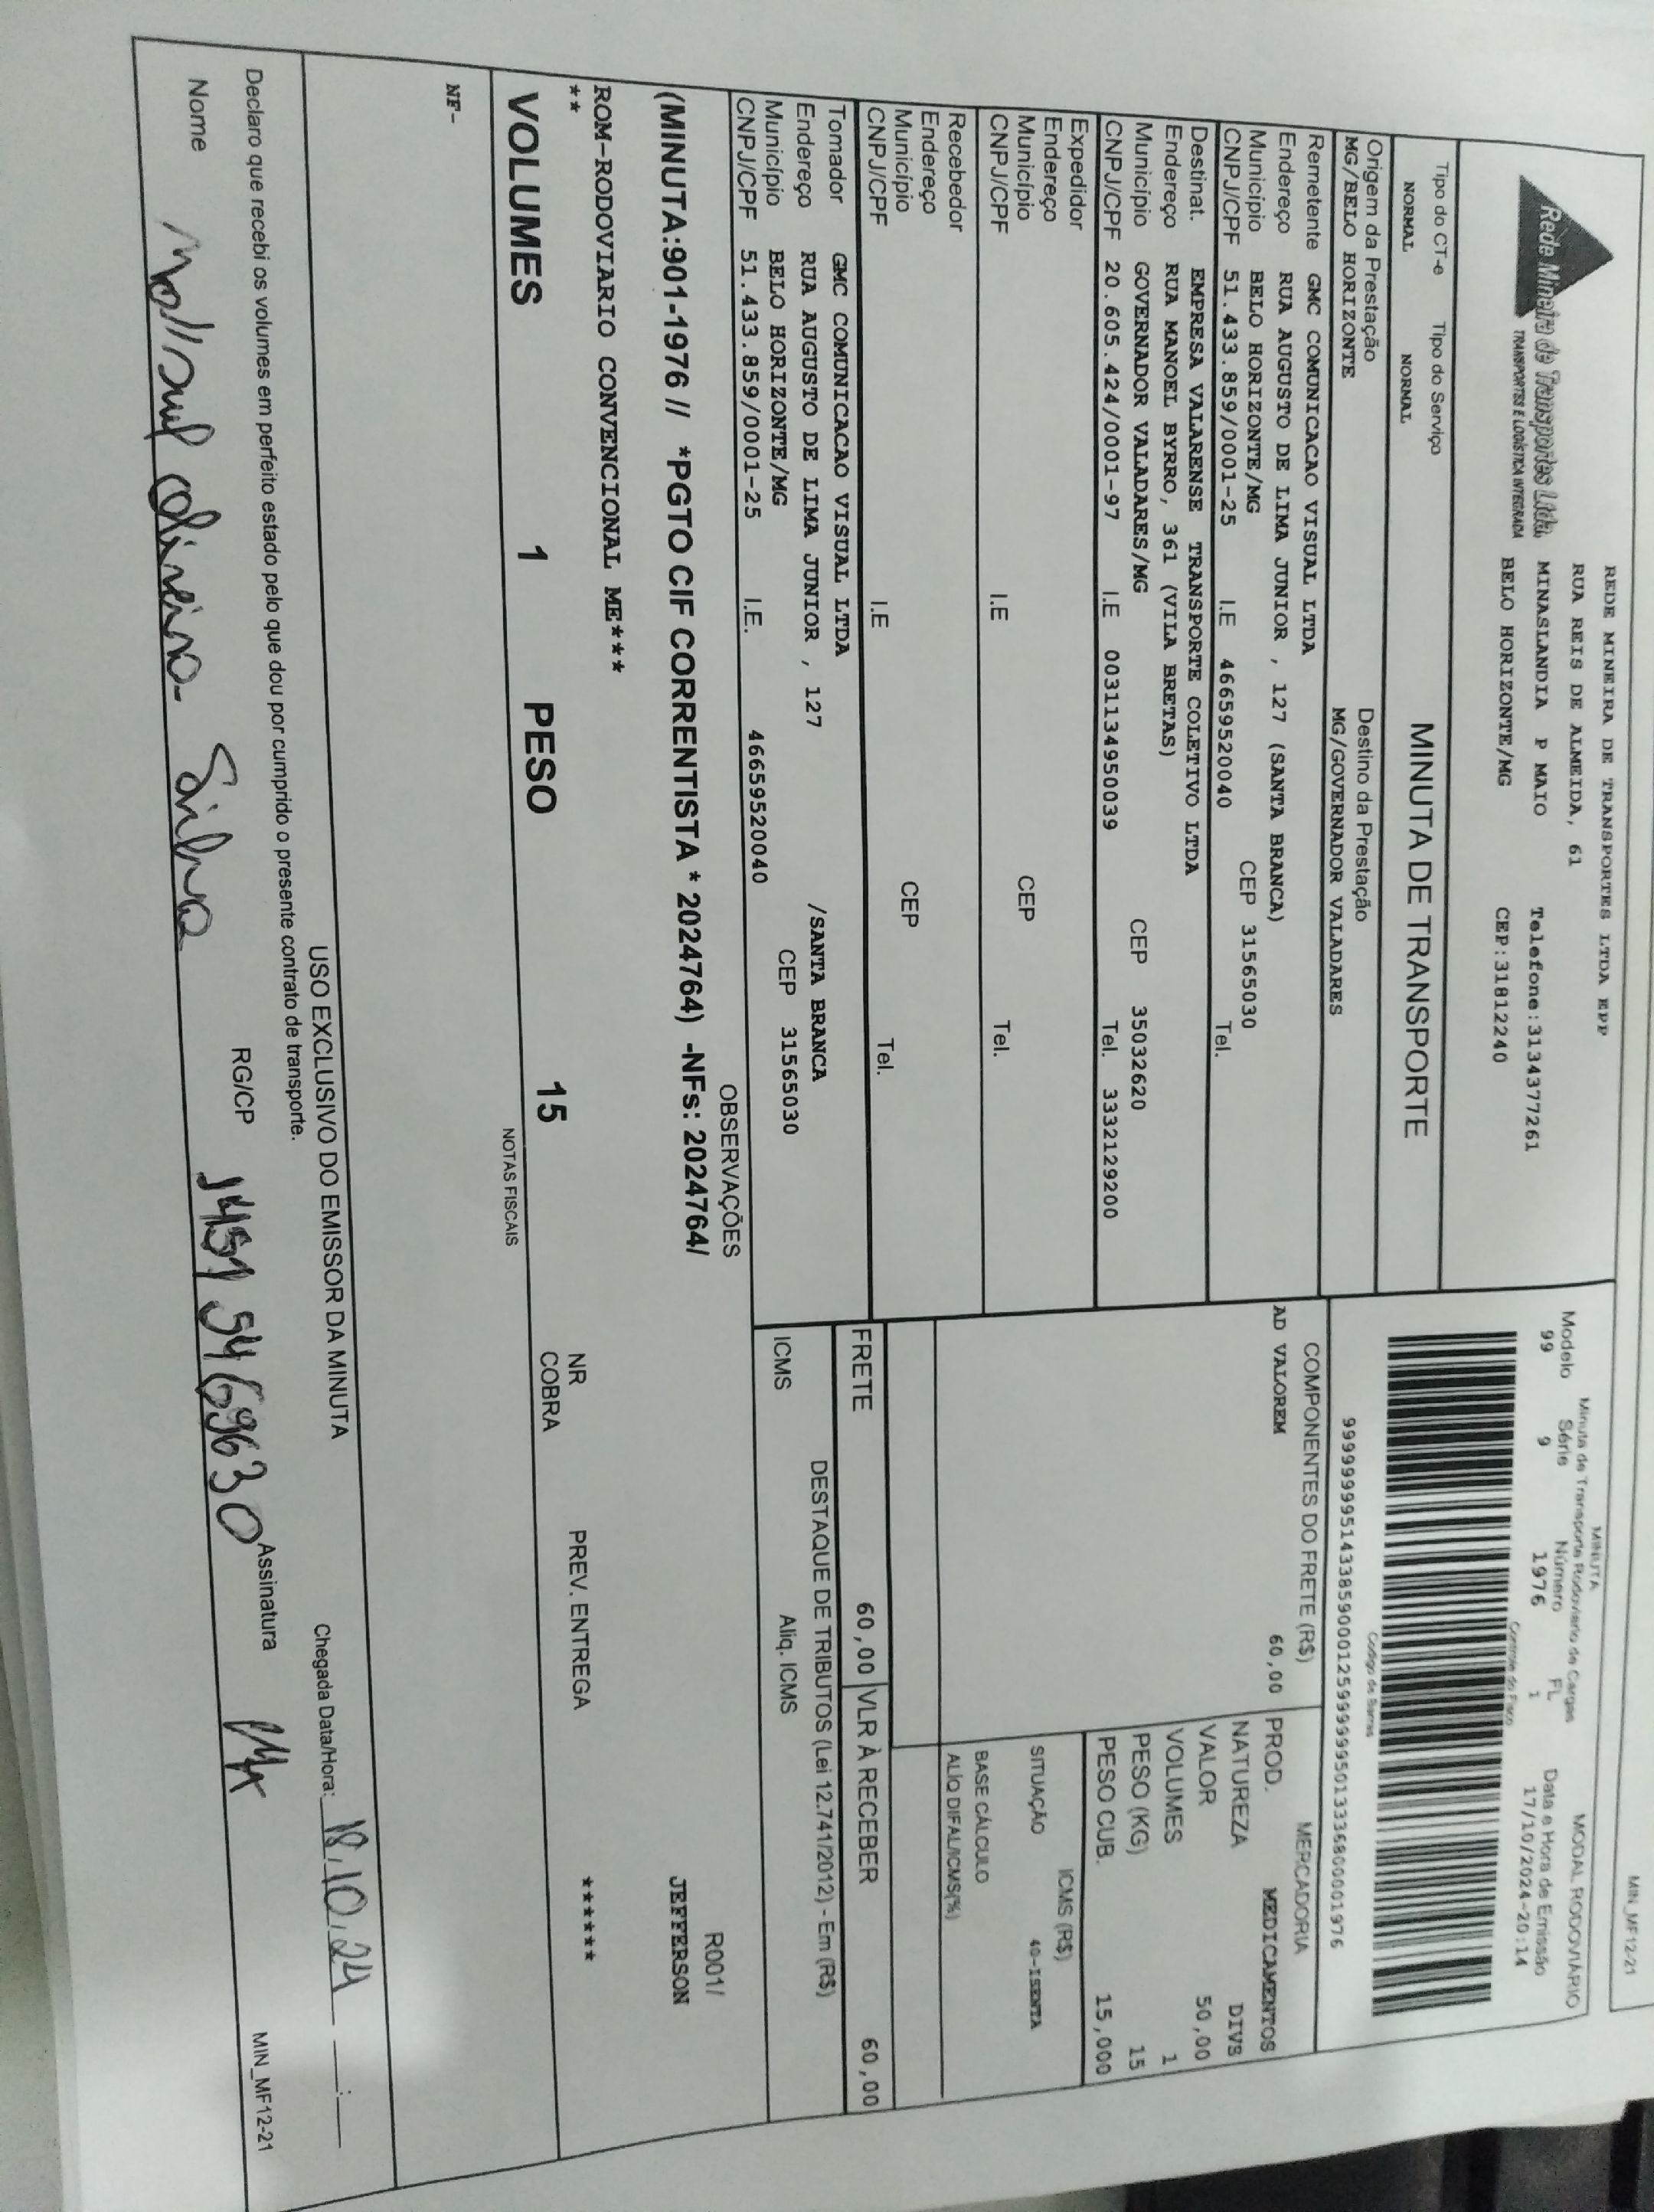 MIN_MF12-21
Rede Mineira de Transportes Ltda.
TRANSPORTES E LOGÍSTICA INTEGRADA
REDE MINEIRA DE TRANSPORTES LTDA EPP
RUA REIS DE ALMEIDA, 61
MINASLANDIA P MAIO Telefone:3134377261
BELO HORIZONTE/MG CEP:31812240
MINUTA MODAL RODOVIÁRIO
Minuta de Transporte Rodoviário de Cargas
Modelo Série Número FL Data e Hora de Emissão
99 9 1976 1 17/10/2024-20:14
Controle do Fisco
Tipo do CT-e Tipo do Serviço
NORMAL NORMAL
MINUTA DE TRANSPORTE
Código de Barras
Origem da Prestação Destino da Prestação
MG/BELO HORIZONTE MG/GOVERNADOR VALADARES
Remetente GMC COMUNICACAO VISUAL LTDA
Endereço RUA AUGUSTO DE LIMA JUNIOR , 127 (SANTA BRANCA)
Município BELO HORIZONTE/MG CEP 31565030
CNPJ/CPF 51.433.859/0001-25 I.E 4665952​0040 Tel.
Destinat. EMPRESA VALARENSE TRANSPORTE COLETIVO LTDA
Endereço RUA MANOEL BYRRO, 361 (VILA BRETAS)
Município GOVERNADOR VALADARES/MG CEP 35032620
CNPJ/CPF 20.605.424/0001-97 I.E 00311349500​39 Tel. 3332129200
Expedidor
Endereço
Município CEP
CNPJ/CPF I.E Tel.
Recebedor
Endereço
Município CEP
CNPJ/CPF I.E Tel.
Tomador GMC COMUNICACAO VISUAL LTDA
Endereço RUA AUGUSTO DE LIMA JUNIOR , 127 /SANTA BRANCA
Município BELO HORIZONTE/MG CEP 31565030
CNPJ/CPF 51.433.859/0001-25 I.E. 46659520040
COMPONENTES DO FRETE (R$)
AD VALOREM 60,00
MERCADORIA
PROD. MEDICAMENTOS
NATUREZA DIVS
VALOR 50,00
VOLUMES 1
PESO (KG) 15
PESO CUB. 15,000
ICMS (R$)
SITUAÇÃO 40-ISENTA
BASE CÁLCULO
ALÍQ DIFAL/ICMS(%)
FRETE 60,00 VLR À RECEBER 60,00
DESTAQUE DE TRIBUTOS (Lei 12.741/2012) - Em (R$)
ICMS Aliq. ICMS
OBSERVAÇÕES R001/
(MINUTA:901-1976 // *PGTO CIF CORRENTISTA * 2024764) -NFs: 2024764/ JEFFERSON
ROM-RODOVIARIO CONVENCIONAL ME****
**
NR COBRA PREV. ENTREGA ******
VOLUMES 1 PESO 15
NOTAS FISCAIS
NF-
USO EXCLUSIVO DO EMISSOR DA MINUTA
Chegada Data/Hora: 18.10.24 __:__
Declaro que recebi os volumes em perfeito estado pelo que dou por cumprido o presente contrato de transporte.
Nome Silva RG/CP Assinatura
MIN_MF12-21